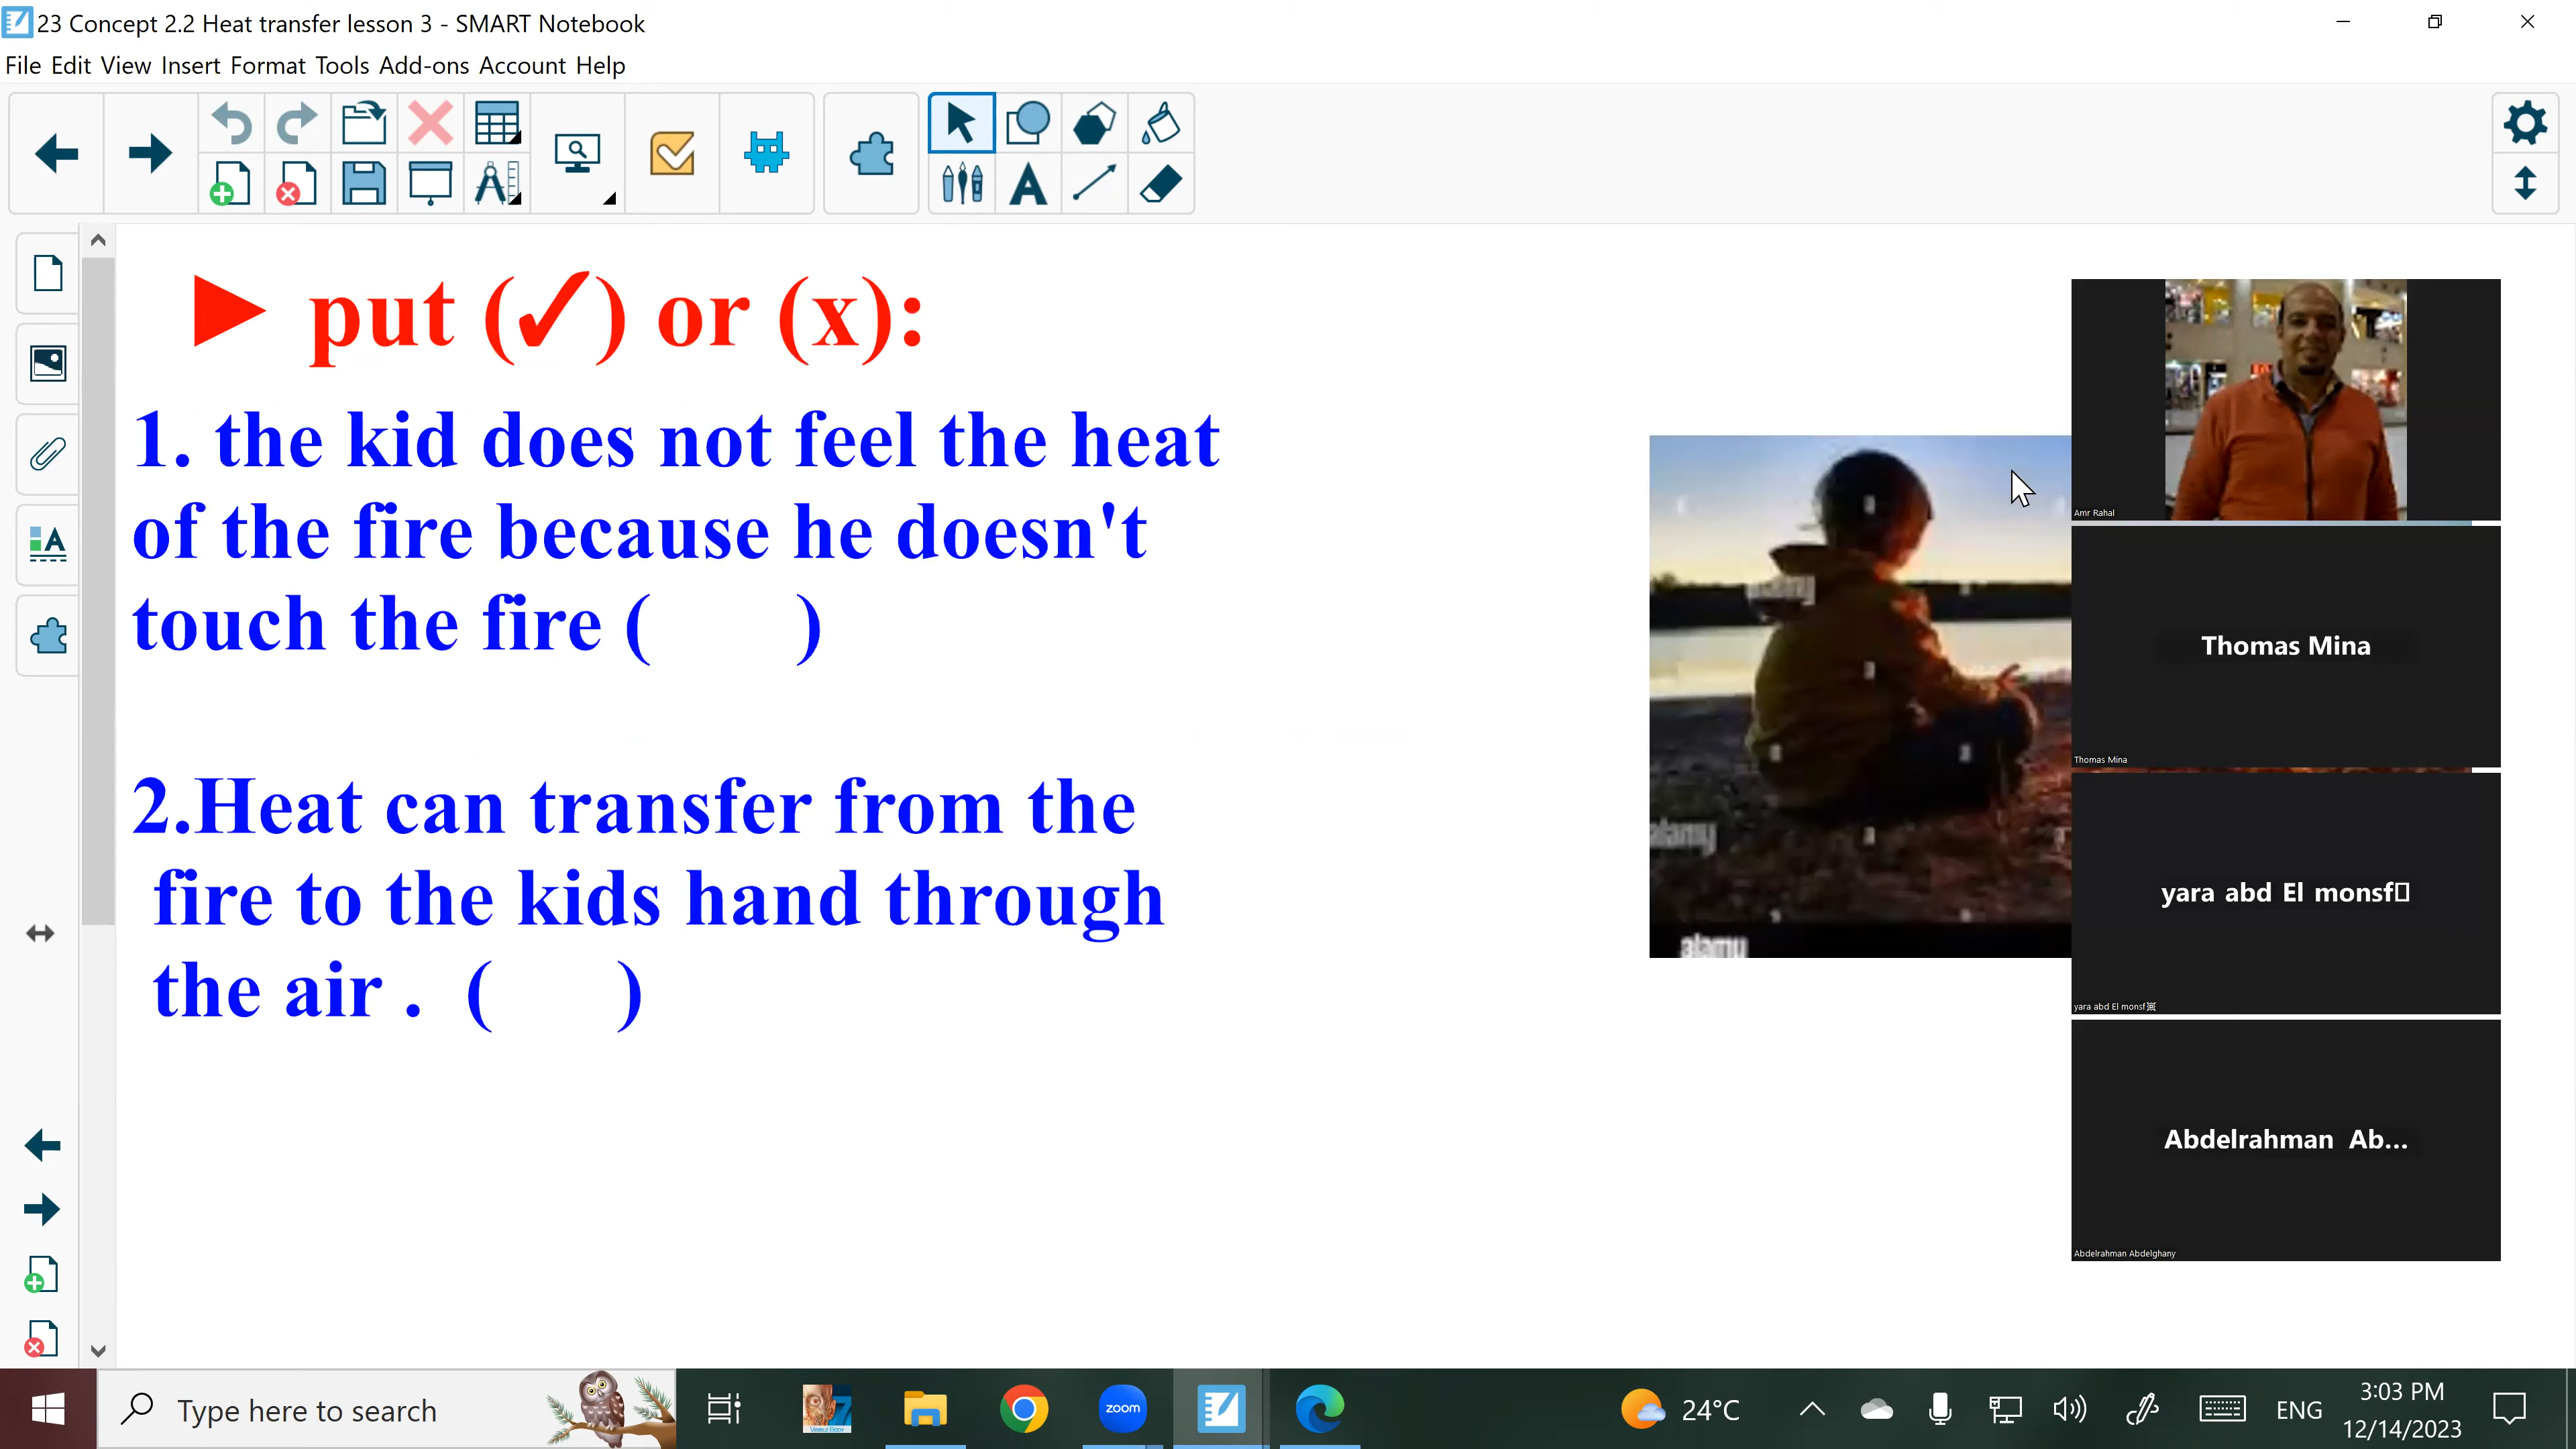 23 Concept 2.2 Heat transfer lesson 3 - SMART Notebook
File Edit View Insert Format Tools Add-ons Account Help
► put (✓) or (x):
1. the kid does not feel the heat
of the fire because he doesn't
touch the fire (      )
2.Heat can transfer from the
fire to the kids hand through
the air .  (      )
alamy
alamy
alamy
Amr Rahal
Thomas Mina
Thomas Mina
yara abd El monsf
yara abd El monsf
Abdelrahman Ab...
Abdelrahman Abdelghany
Type here to search
zoom
24°C
ENG
3:03 PM
12/14/2023